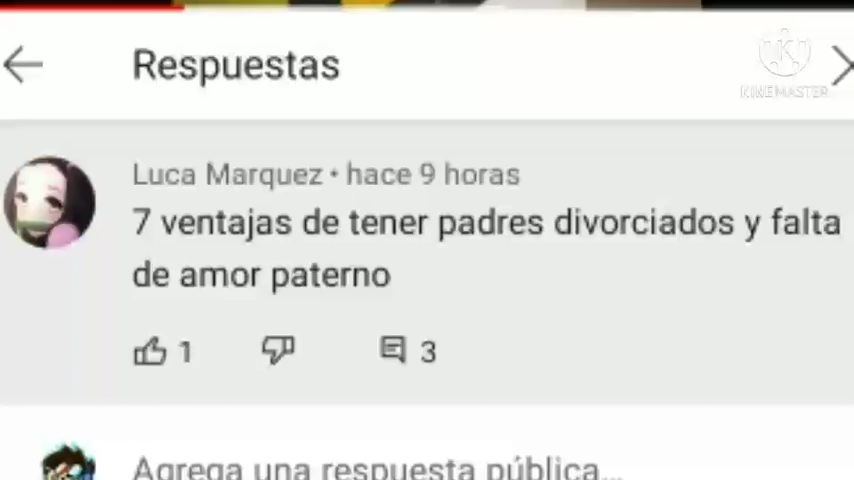 Respuestas
KINEMASTER
Luca Marquez • hace 9 horas
7 ventajas de tener padres divorciados y falta
de amor paterno
1 3
Agrega una respuesta pública...